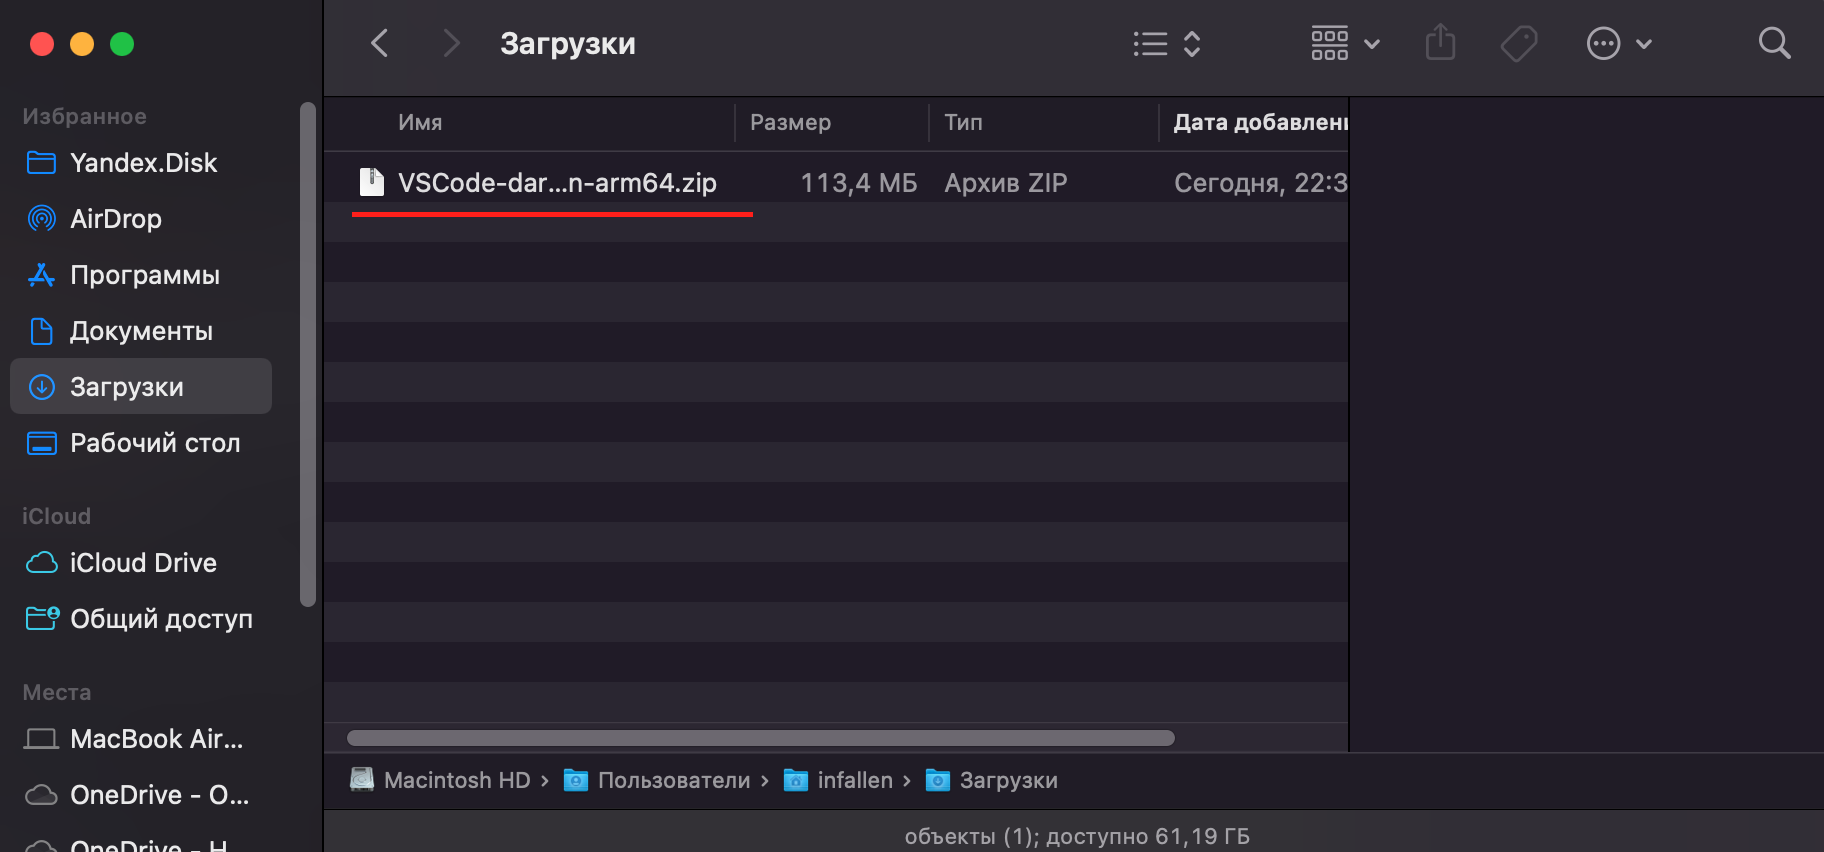 Загрузки
Избранное
Yandex.Disk
AirDrop
Программы
Документы
Загрузки
Рабочий стол
iCloud
iCloud Drive
Общий доступ
Места
MacBook Air...
OneDrive - O...
OneDrive - H
Имя Размер Тип Дата добавлени
VSCode-dar...n-arm64.zip 113,4 МБ Архив ZIP Сегодня, 22:3
Macintosh HD › Пользователи › infallen › Загрузки
объекты (1); доступно 61,19 ГБ